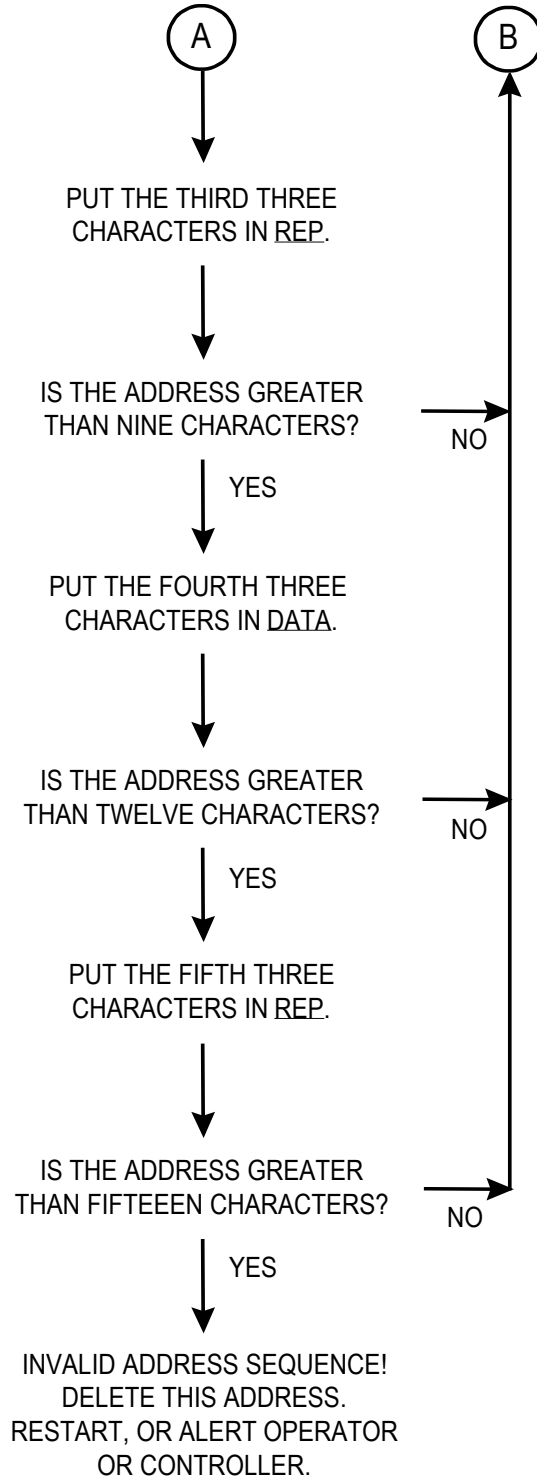 A
B
PUT THE THIRD THREE
CHARACTERS IN REP.
IS THE ADDRESS GREATER
THAN NINE CHARACTERS?
NO
YES
PUT THE FOURTH THREE
CHARACTERS IN DATA.
IS THE ADDRESS GREATER
THAN TWELVE CHARACTERS?
NO
YES
PUT THE FIFTH THREE
CHARACTERS IN REP.
IS THE ADDRESS GREATER
THAN FIFTEEEN CHARACTERS?
NO
YES
INVALID ADDRESS SEQUENCE!
DELETE THIS ADDRESS.
RESTART, OR ALERT OPERATOR
OR CONTROLLER.